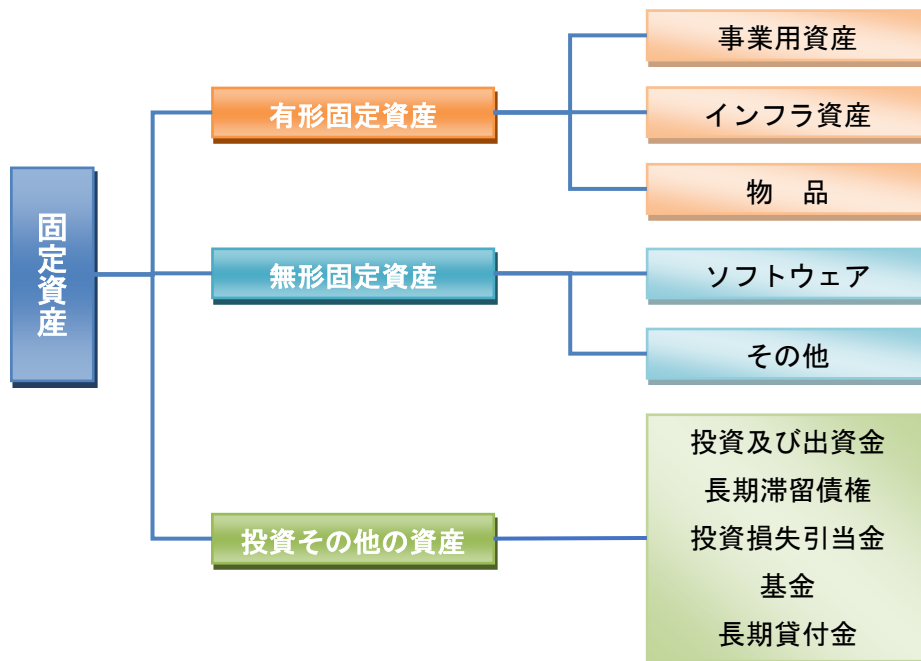 固定資産
有形固定資産
事業用資産
インフラ資産
物　品
無形固定資産
ソフトウェア
その他
投資その他の資産
投資及び出資金
長期滞留債権
投資損失引当金
基金
長期貸付金